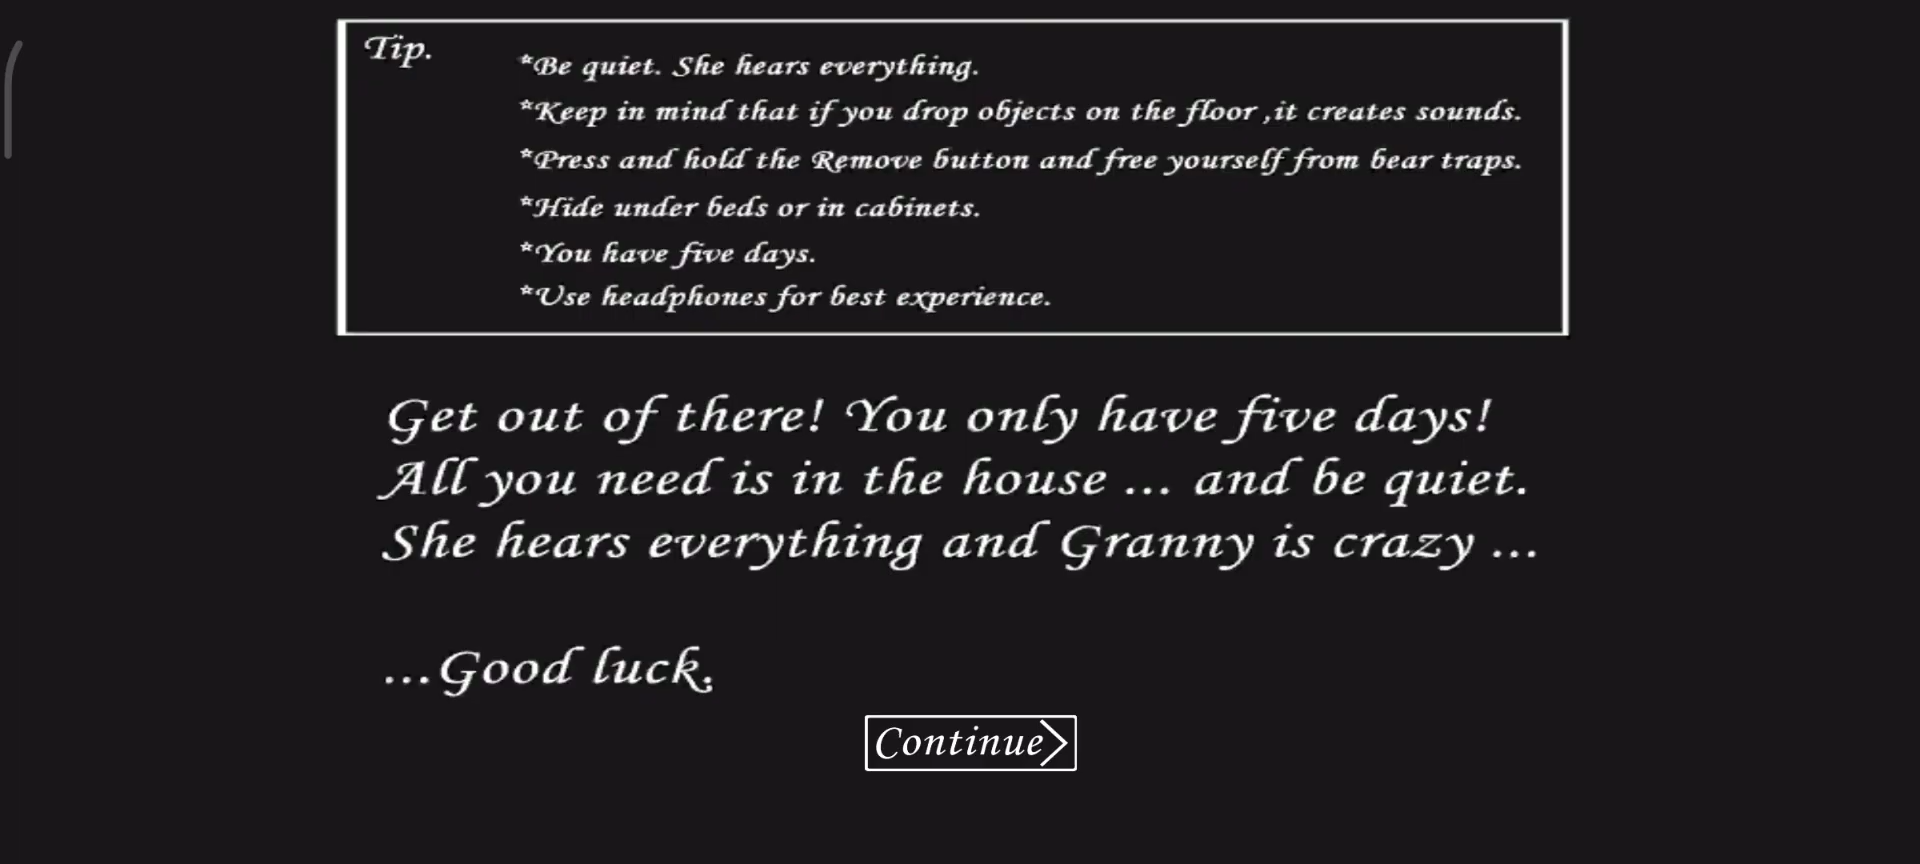 Tip.
*Be quiet. She hears everything.
*Keep in mind that if you drop objects on the floor ,it creates sounds.
*Press and hold the Remove button and free yourself from bear traps.
*Hide under beds or in cabinets.
*You have five days.
*Use headphones for best experience.
Get out of there! You only have five days!
All you need is in the house ... and be quiet.
She hears everything and Granny is crazy ...
...Good luck.
Continue